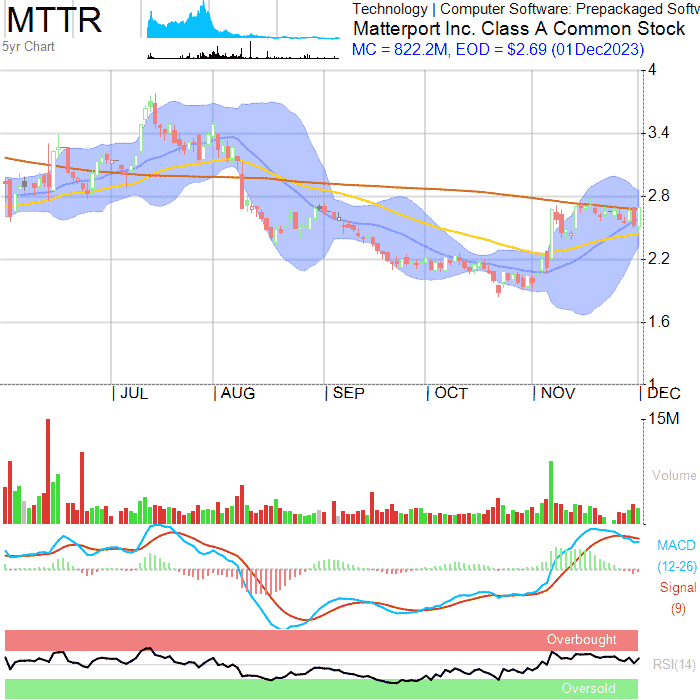 MTTR
5yr Chart
Technology | Computer Software: Prepackaged Softw
Matterport Inc. Class A Common Stock
MC = 822.2M, EOD = $2.69 (01Dec2023)
4
3.4
2.8
2.2
1.6
1
JUL AUG SEP OCT NOV DEC
15M
Volume
MACD
(12-26)
Signal
(9)
Overbought
RSI(14)
Oversold